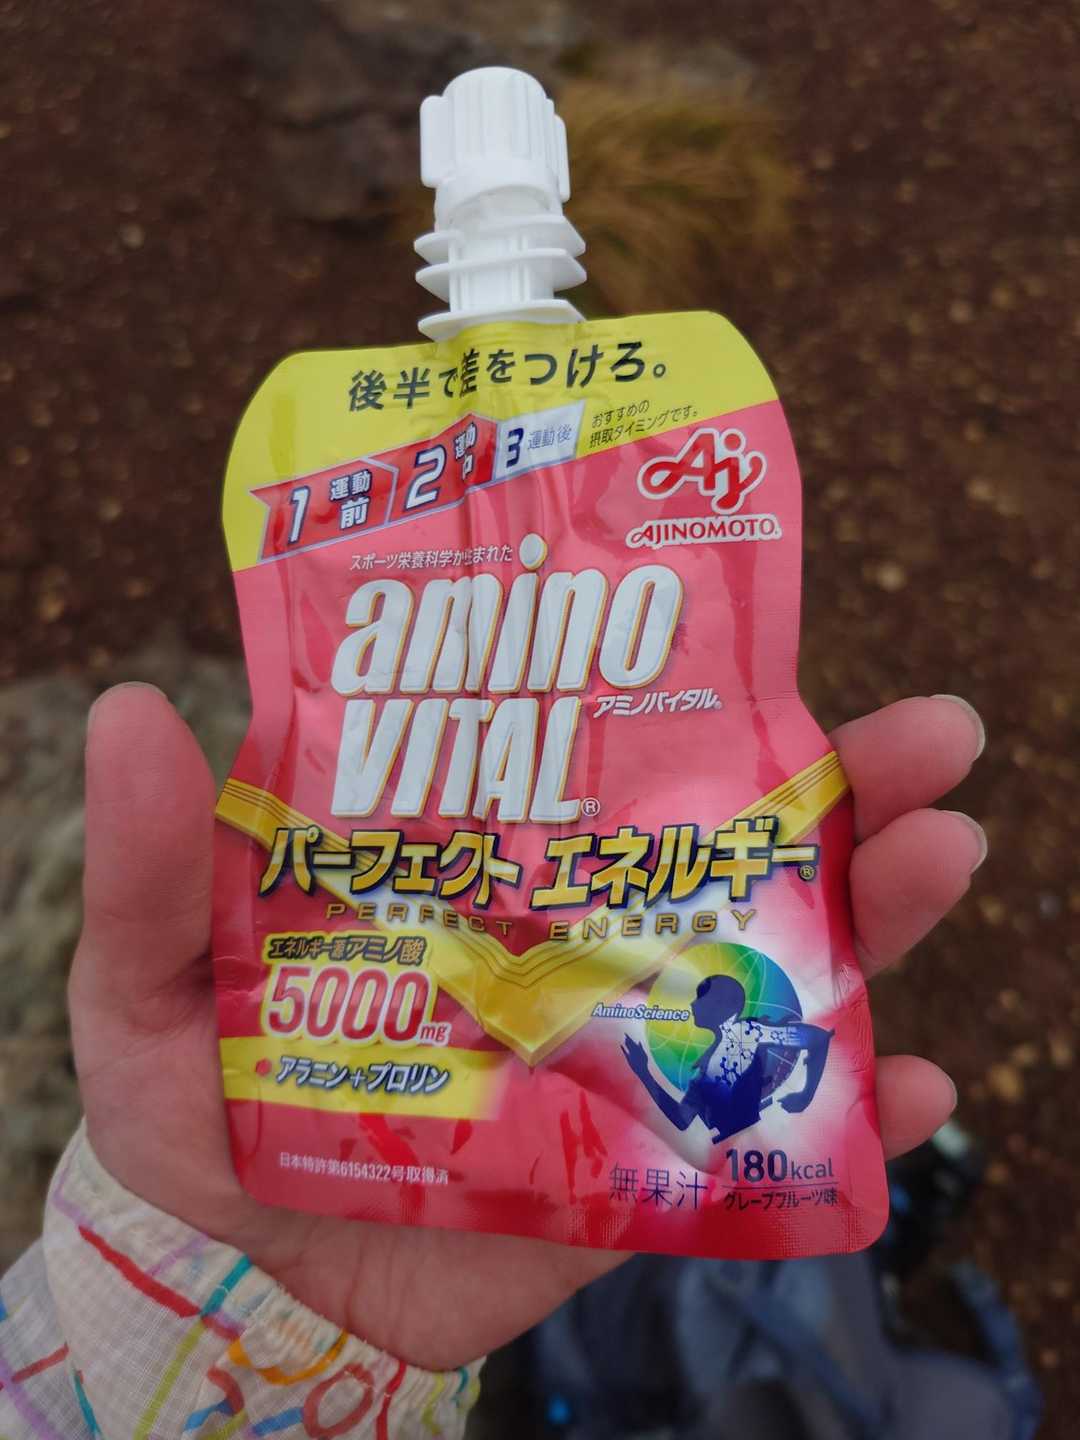 後半で差をつけろ。
1 運動前
2 運動中
3 運動後
おすすめの
摂取タイミングです。
Aj
AJINOMOTO®
スポーツ栄養科学から生まれた
amino
VITAL®
アミノバイタル®
パーフェクト エネルギー®
PERFECT ENERGY
エネルギー源・アミノ酸
5000mg
アラニン+プロリン
AminoScience
日本特許第6154322号取得済
無果汁
180kcal
グレープフルーツ味